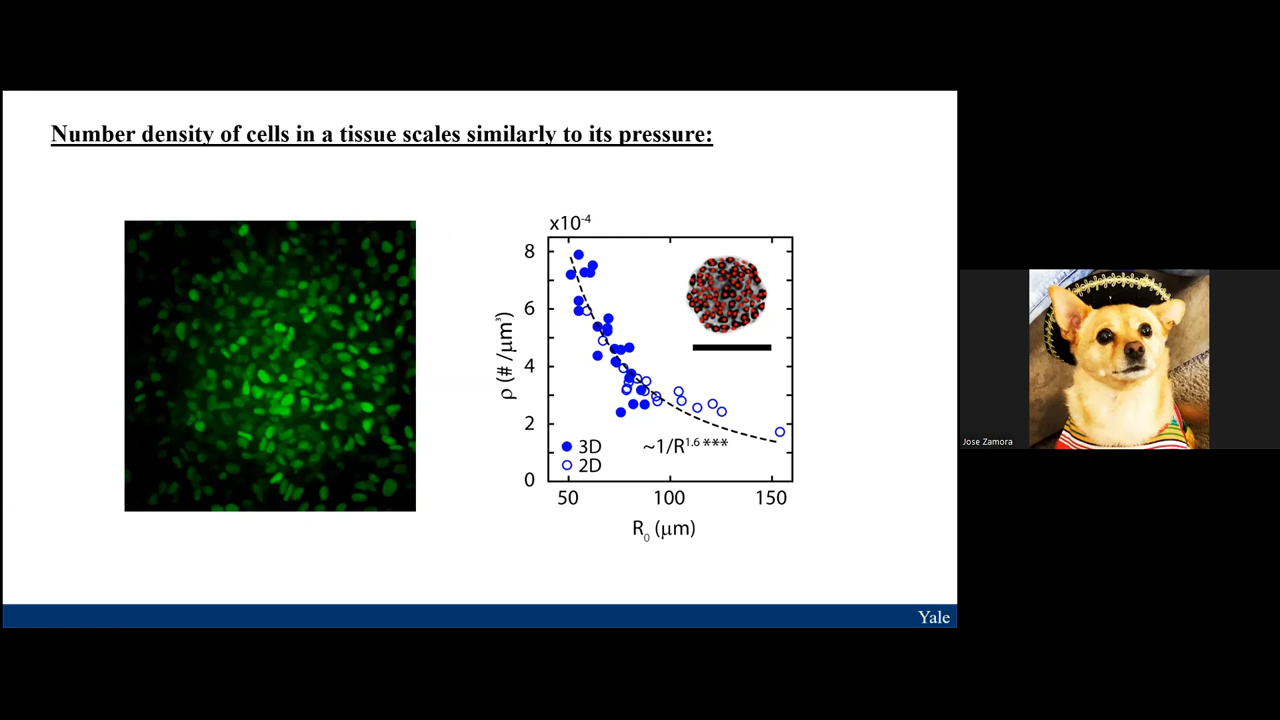 Number density of cells in a tissue scales similarly to its pressure:
x10⁻⁴
8
6
4
2
0
ρ (# /μm³)
3D
2D
~1/R¹·⁶ ***
50 100 150
R₀ (μm)
Jose Zamora
Yale